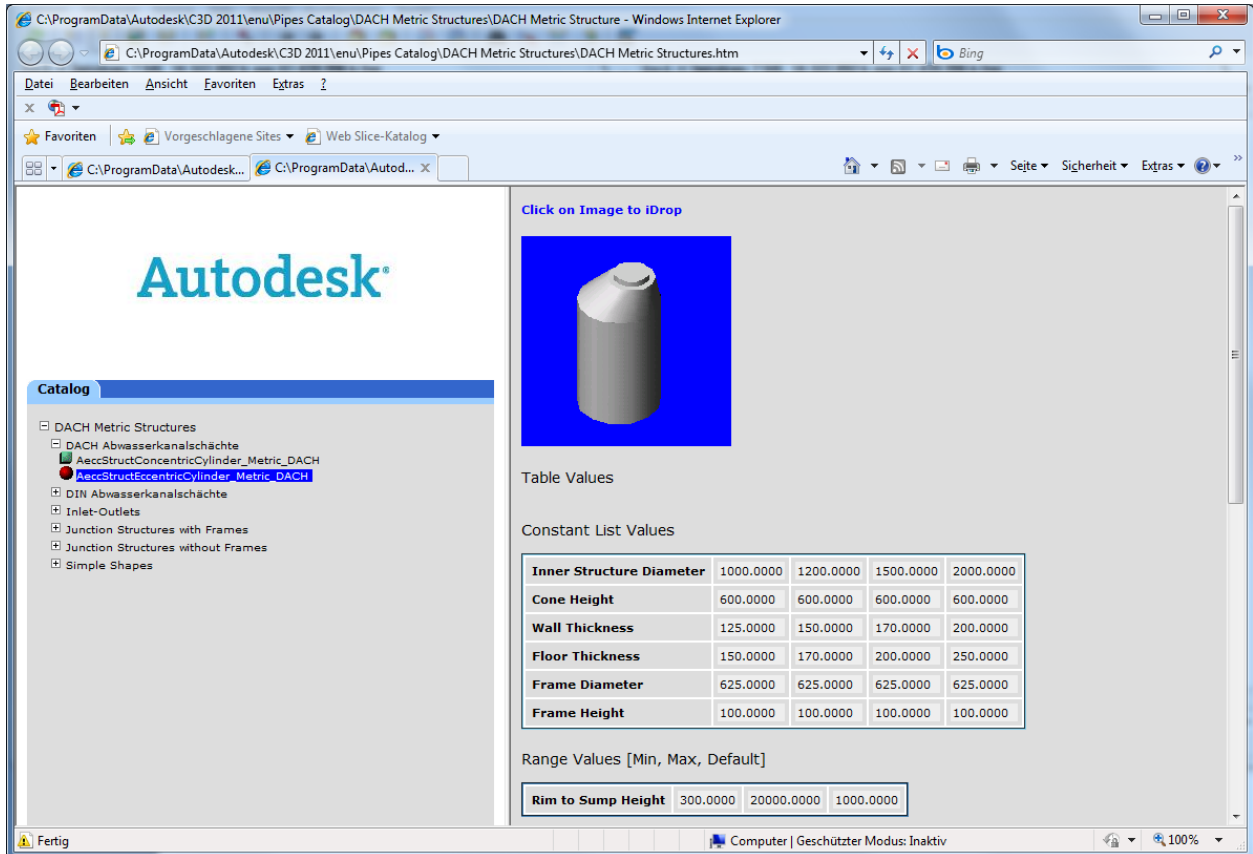 C:\ProgramData\Autodesk\C3D 2011\enu\Pipes Catalog\DACH Metric Structures\DACH Metric Structure - Windows Internet Explorer
C:\ProgramData\Autodesk\C3D 2011\enu\Pipes Catalog\DACH Metric Structures\DACH Metric Structures.htm
Bing
Datei Bearbeiten Ansicht Favoriten Extras ?
x
Favoriten Vorgeschlagene Sites Web Slice-Katalog
C:\ProgramData\Autodesk... C:\ProgramData\Autod... X Seite Sicherheit Extras »
Click on Image to iDrop
Autodesk®
Catalog
DACH Metric Structures
DACH Abwasserkanalschächte
AeccStructConcentricCylinder_Metric_DACH
AeccStructEccentricCylinder_Metric_DACH
DIN Abwasserkanalschächte
Inlet-Outlets
Junction Structures with Frames
Junction Structures without Frames
Simple Shapes
Table Values
Constant List Values
Inner Structure Diameter 1000.0000 1200.0000 1500.0000 2000.0000
Cone Height 600.0000 600.0000 600.0000 600.0000
Wall Thickness 125.0000 150.0000 170.0000 200.0000
Floor Thickness 150.0000 170.0000 200.0000 250.0000
Frame Diameter 625.0000 625.0000 625.0000 625.0000
Frame Height 100.0000 100.0000 100.0000 100.0000
Range Values [Min, Max, Default]
Rim to Sump Height 300.0000 20000.0000 1000.0000
Fertig Computer | Geschützter Modus: Inaktiv 100%